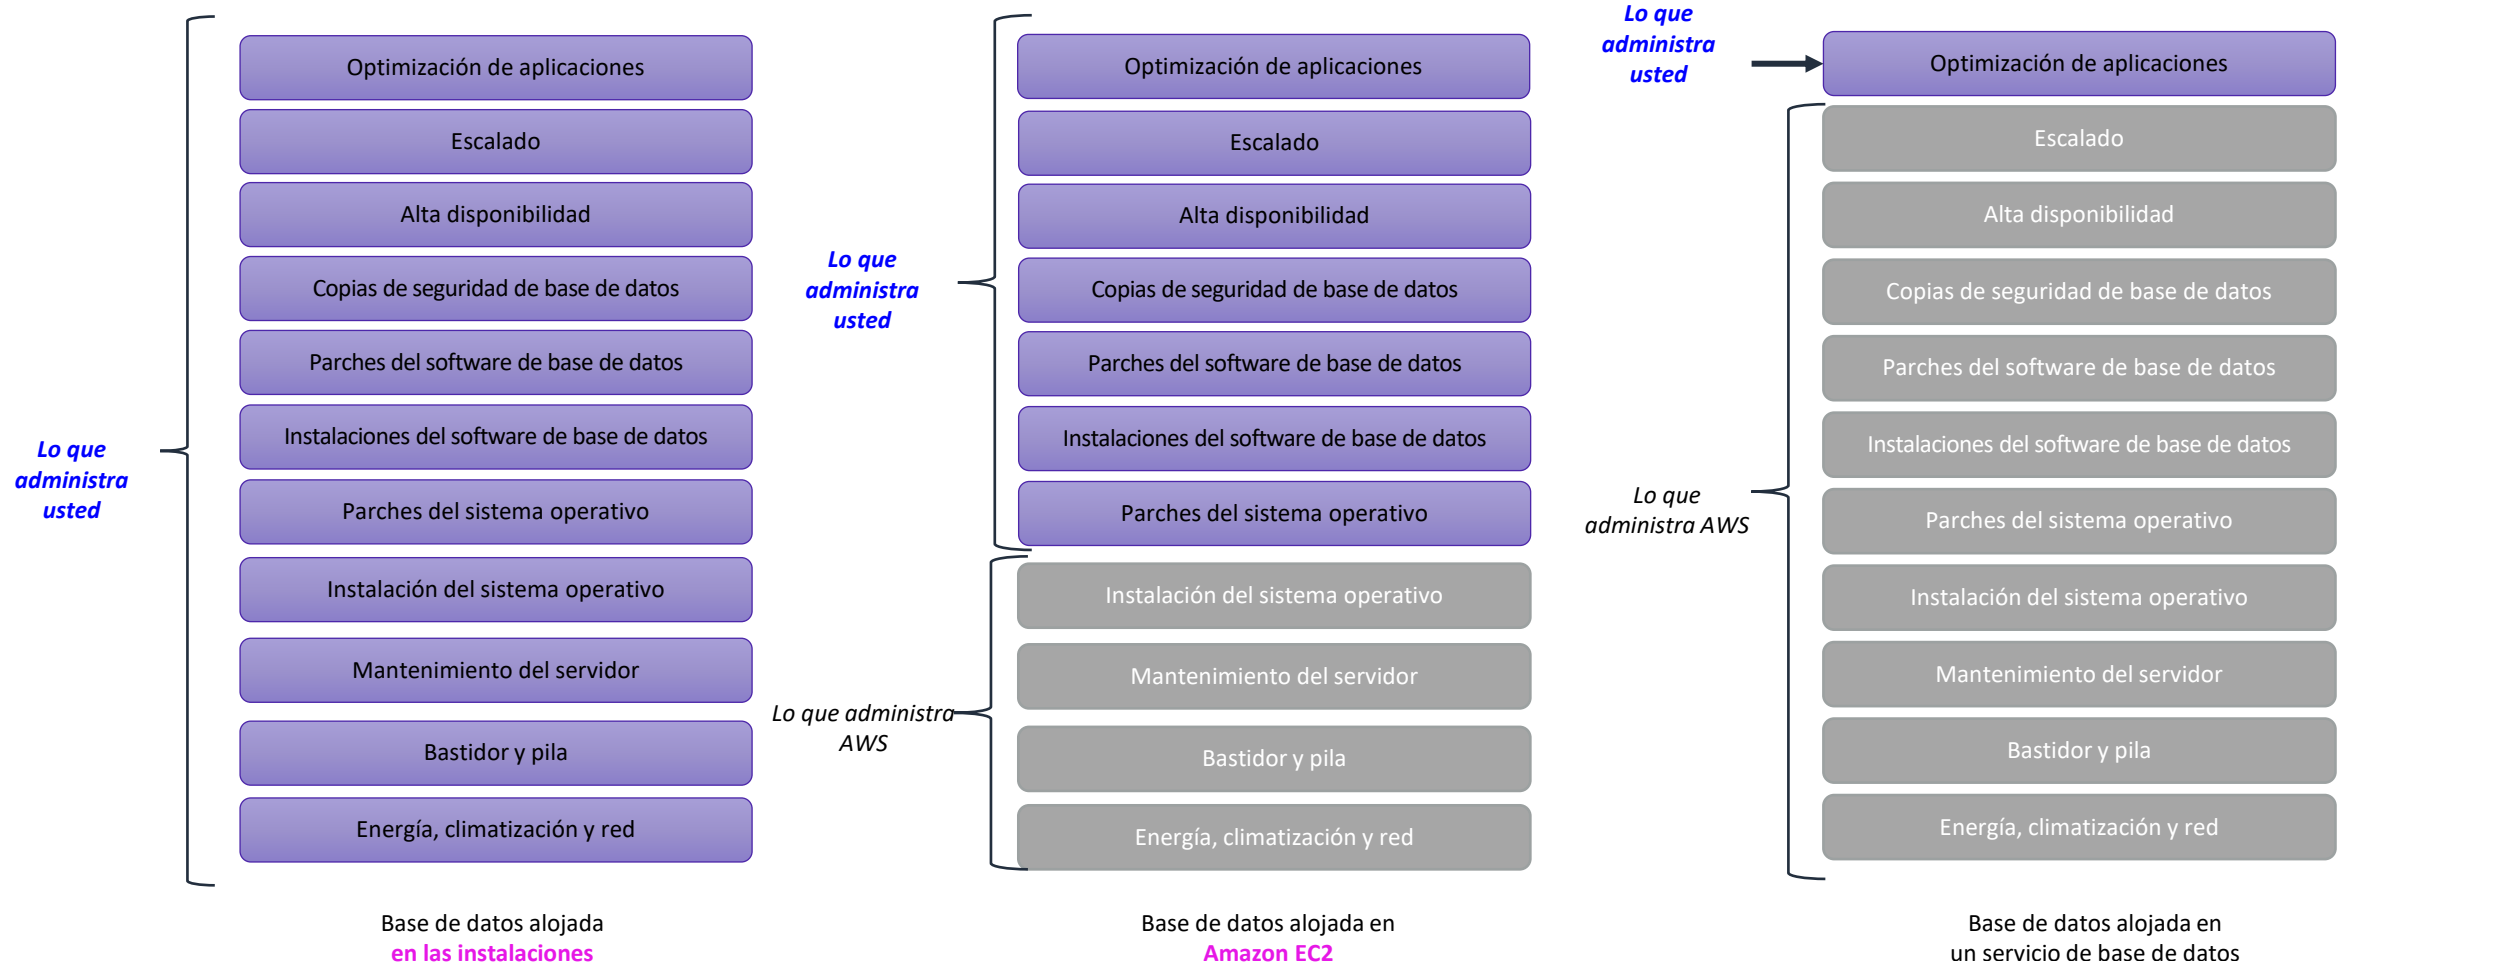 Lo que
administra
usted
Optimización de aplicaciones
Escalado
Alta disponibilidad
Copias de seguridad de base de datos
Parches del software de base de datos
Instalaciones del software de base de datos
Parches del sistema operativo
Instalación del sistema operativo
Mantenimiento del servidor
Bastidor y pila
Energía, climatización y red
Base de datos alojada
en las instalaciones
Lo que
administra
usted
Lo que administra
AWS
Optimización de aplicaciones
Escalado
Alta disponibilidad
Copias de seguridad de base de datos
Parches del software de base de datos
Instalaciones del software de base de datos
Parches del sistema operativo
Instalación del sistema operativo
Mantenimiento del servidor
Bastidor y pila
Energía, climatización y red
Base de datos alojada en
Amazon EC2
Lo que
administra
usted
Lo que
administra AWS
Optimización de aplicaciones
Escalado
Alta disponibilidad
Copias de seguridad de base de datos
Parches del software de base de datos
Instalaciones del software de base de datos
Parches del sistema operativo
Instalación del sistema operativo
Mantenimiento del servidor
Bastidor y pila
Energía, climatización y red
Base de datos alojada en
un servicio de base de datos